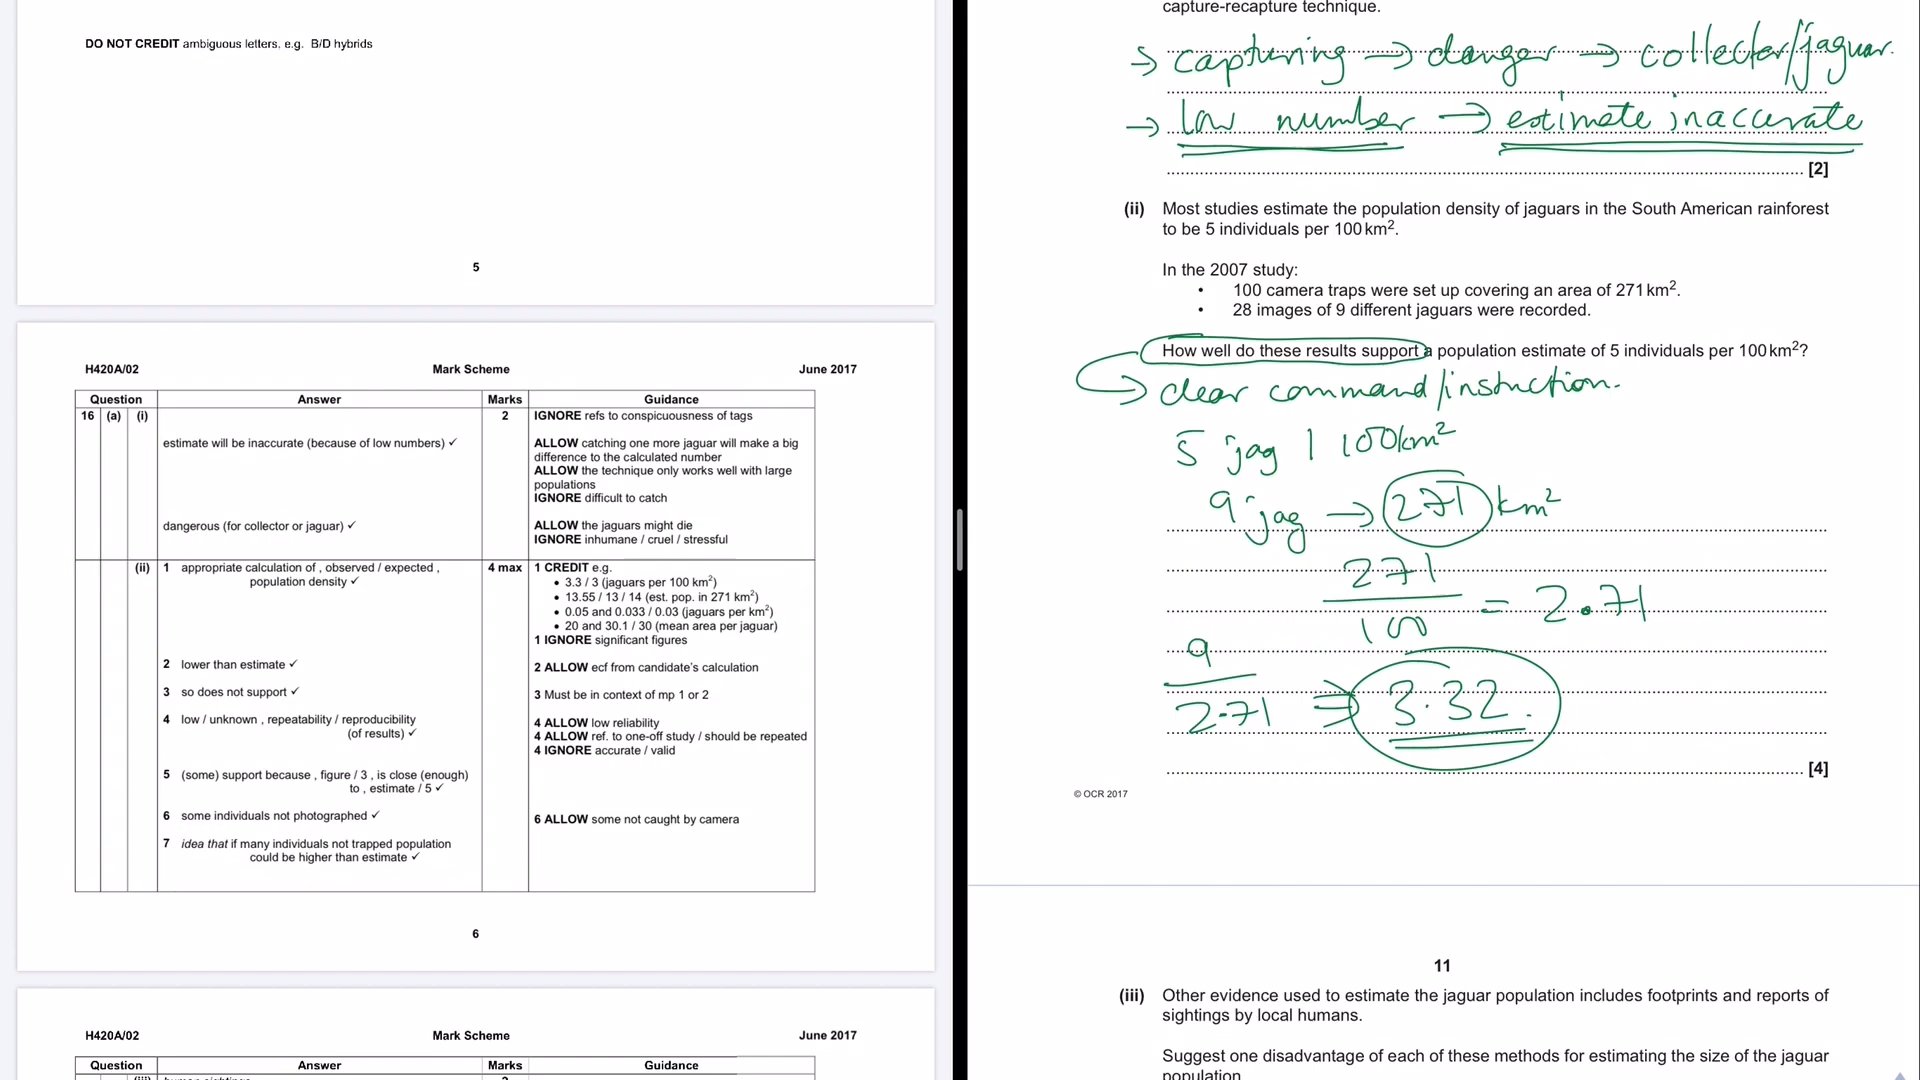 DO NOT CREDIT ambiguous letters. e.g. B/D hybrids
5
H420A/02 Mark Scheme June 2017
Question Answer Marks Guidance
16 (a) (i) 2 IGNORE refs to conspicuousness of tags
estimate will be inaccurate (because of low numbers) ✓
ALLOW catching one more jaguar will make a big
difference to the calculated number
ALLOW the technique only works well with large
populations
IGNORE difficult to catch
dangerous (for collector or jaguar) ✓
ALLOW the jaguars might die
IGNORE inhumane / cruel / stressful
(ii) 1 appropriate calculation of , observed / expected ,
population density ✓
4 max
1 CREDIT e.g.
• 3.3 / 3 (jaguars per 100 km²)
• 13.55 / 13 / 14 (est. pop. in 271 km²)
• 0.05 and 0.033 / 0.03 (jaguars per km²)
• 20 and 30.1 / 30 (mean area per jaguar)
1 IGNORE significant figures
2 lower than estimate ✓
2 ALLOW ecf from candidate's calculation
3 so does not support ✓
3 Must be in context of mp 1 or 2
4 low / unknown , repeatability / reproducibility
(of results) ✓
4 ALLOW low reliability
4 ALLOW ref. to one-off study / should be repeated
4 IGNORE accurate / valid
5 (some) support because , figure / 3 , is close (enough)
to , estimate / 5 ✓
6 some individuals not photographed ✓
6 ALLOW some not caught by camera
7 idea that if many individuals not trapped population
could be higher than estimate ✓
6
H420A/02 Mark Scheme June 2017
Question Answer Marks Guidance
capture-recapture technique.
→ capturing → danger → collector/jaguar.
→ low number → estimate inaccurate
[2]
(ii) Most studies estimate the population density of jaguars in the South American rainforest
to be 5 individuals per 100 km².
In the 2007 study:
• 100 camera traps were set up covering an area of 271 km².
• 28 images of 9 different jaguars were recorded.
How well do these results support a population estimate of 5 individuals per 100 km²?
→ clear command/instruction.
5 jag | 100km²
9 jag → 271 km²
271
100 = 2.71
9
2.71 ⇒ 3.32.
[4]
© OCR 2017
11
(iii) Other evidence used to estimate the jaguar population includes footprints and reports of
sightings by local humans.
Suggest one disadvantage of each of these methods for estimating the size of the jaguar
population.